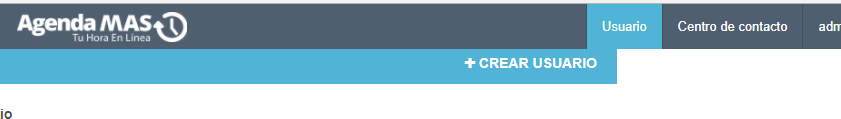 Agenda MAS
Tu Hora En Línea
Usuario
Centro de contacto
+ CREAR USUARIO